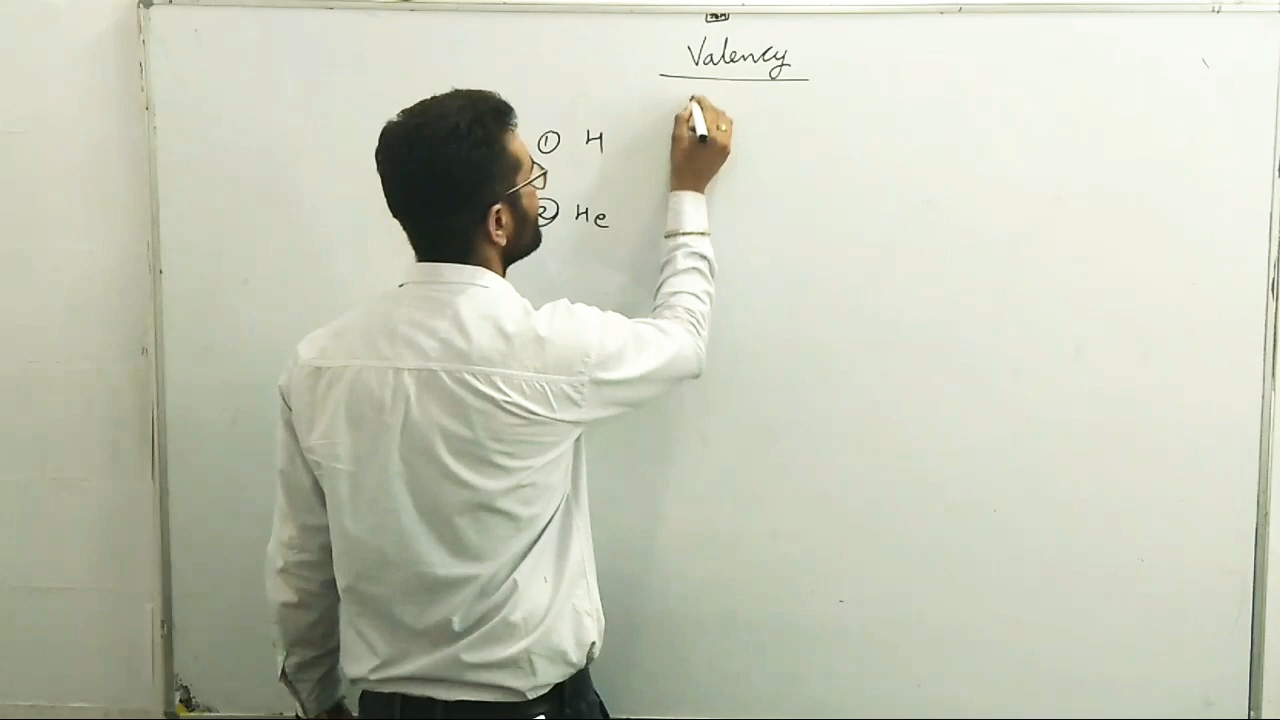 Valency
① H
② He